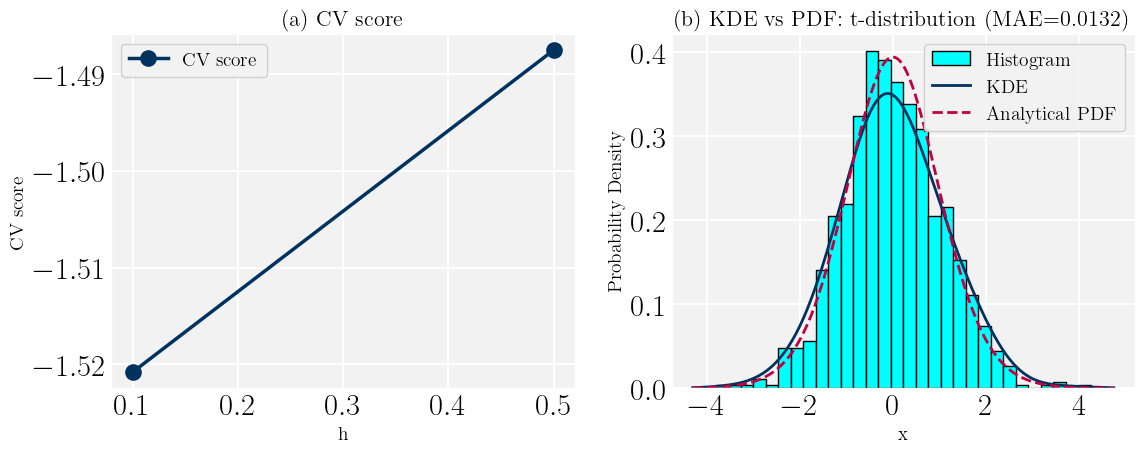 (a) CV score
CV score
−1.49
−1.50
−1.51
−1.52
CV score
0.1 0.2 0.3 0.4 0.5
h
(b) KDE vs PDF: t-distribution (MAE=0.0132)
Histogram
KDE
Analytical PDF
0.4
0.3
0.2
0.1
0.0
Probability Density
−4 −2 0 2 4
x